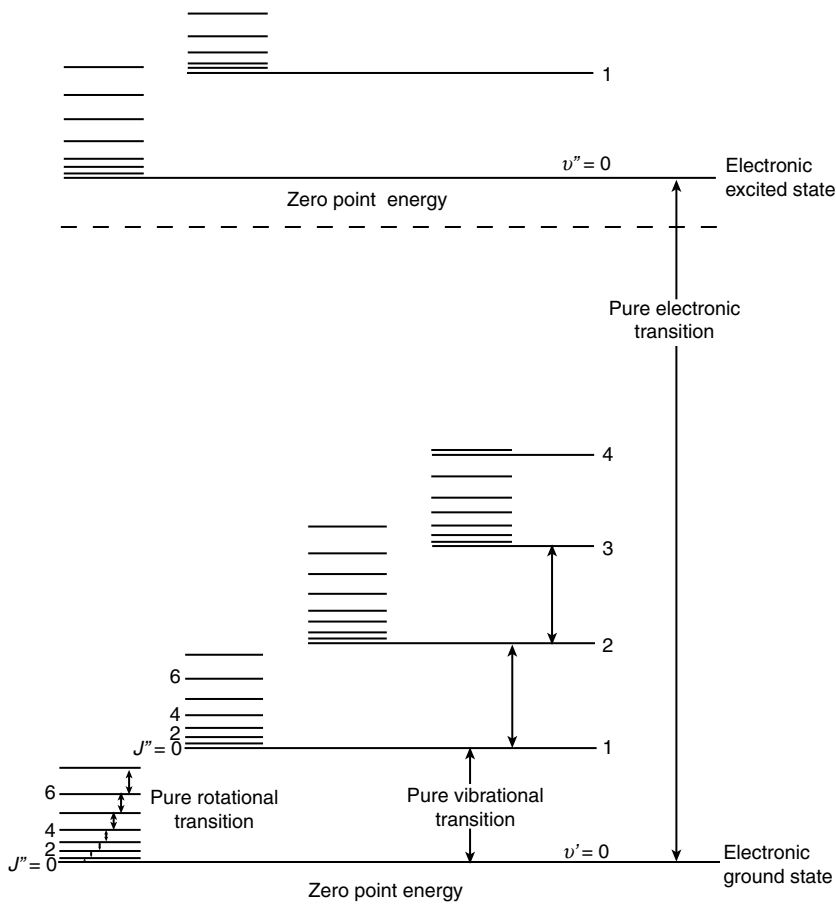 1
υ” = 0
Electronic
excited state
Zero point energy
Pure electronic
transition
4
3
2
6
4
2
J” = 0
1
6
Pure rotational
transition
Pure vibrational
transition
4
2
J” = 0
υ’ = 0
Electronic
ground state
Zero point energy